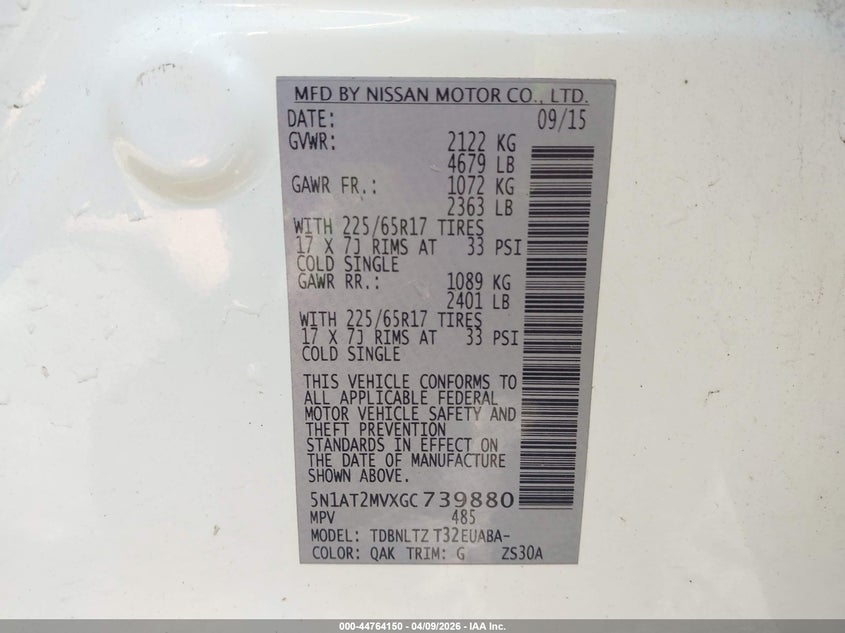 MFD BY NISSAN MOTOR CO., LTD.
DATE: 09/15
GVWR: 2122 KG
4679 LB
GAWR FR.: 1072 KG
2363 LB
WITH 225/65R17 TIRES
17 X 7J RIMS AT 33 PSI
COLD SINGLE
GAWR RR.: 1089 KG
2401 LB
WITH 225/65R17 TIRES
17 X 7J RIMS AT 33 PSI
COLD SINGLE
THIS VEHICLE CONFORMS TO
ALL APPLICABLE FEDERAL
MOTOR VEHICLE SAFETY AND
THEFT PREVENTION
STANDARDS IN EFFECT ON
THE DATE OF MANUFACTURE
SHOWN ABOVE.
5N1AT2MVXGC739880
MPV 485
MODEL: TDBNLTZ T32EUABA-
COLOR: QAK TRIM: G ZS30A
000-44764150 - 04/09/2026 - IAA Inc.